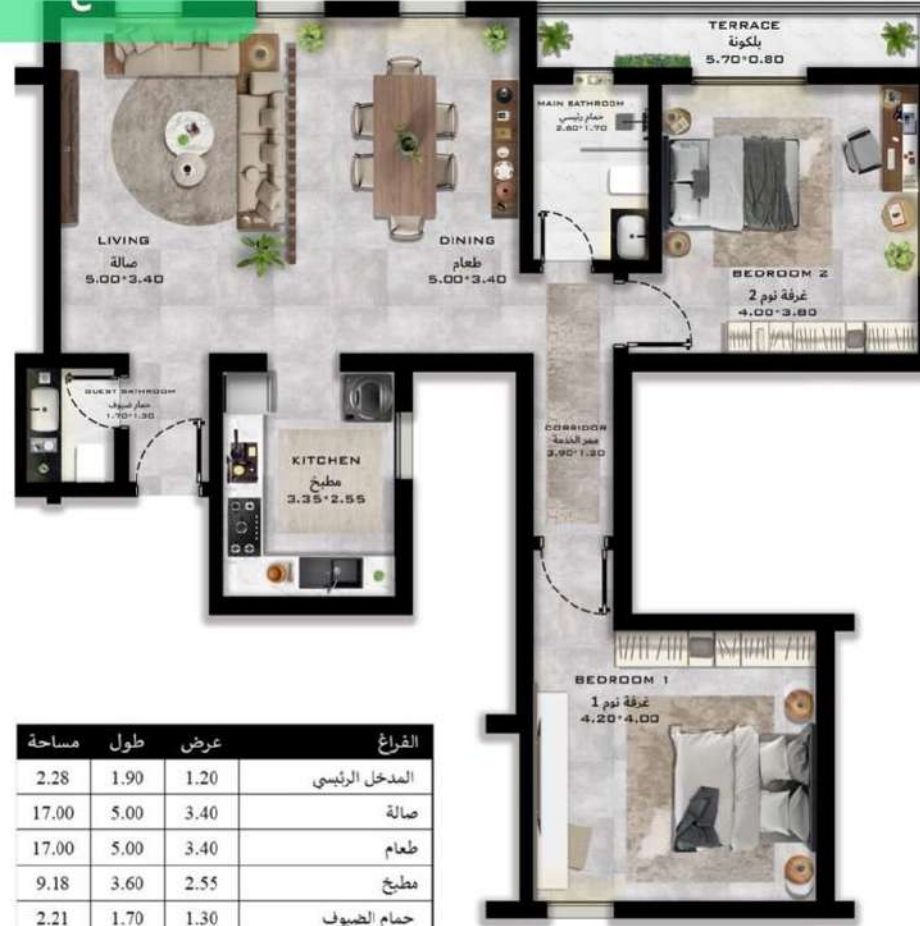 TERRACE
بلكونة
5.70*0.80
MAIN BATHROOM
حمام رئيسي
2.60*1.70
LIVING
صالة
5.00*3.40
DINING
طعام
5.00*3.40
BEDROOM 2
غرفة نوم 2
4.00*3.80
GUEST BATHROOM
حمام ضيوف
1.70*1.30
KITCHEN
مطبخ
3.35*2.55
CORRIDOR
ممر الخدمة
3.90*1.20
BEDROOM 1
غرفة نوم 1
4.20*4.00
الفراغ عرض طول مساحة
المدخل الرئيسي 1.20 1.90 2.28
صالة 3.40 5.00 17.00
طعام 3.40 5.00 17.00
مطبخ 2.55 3.60 9.18
حمام الضيوف 1.30 1.70 2.21